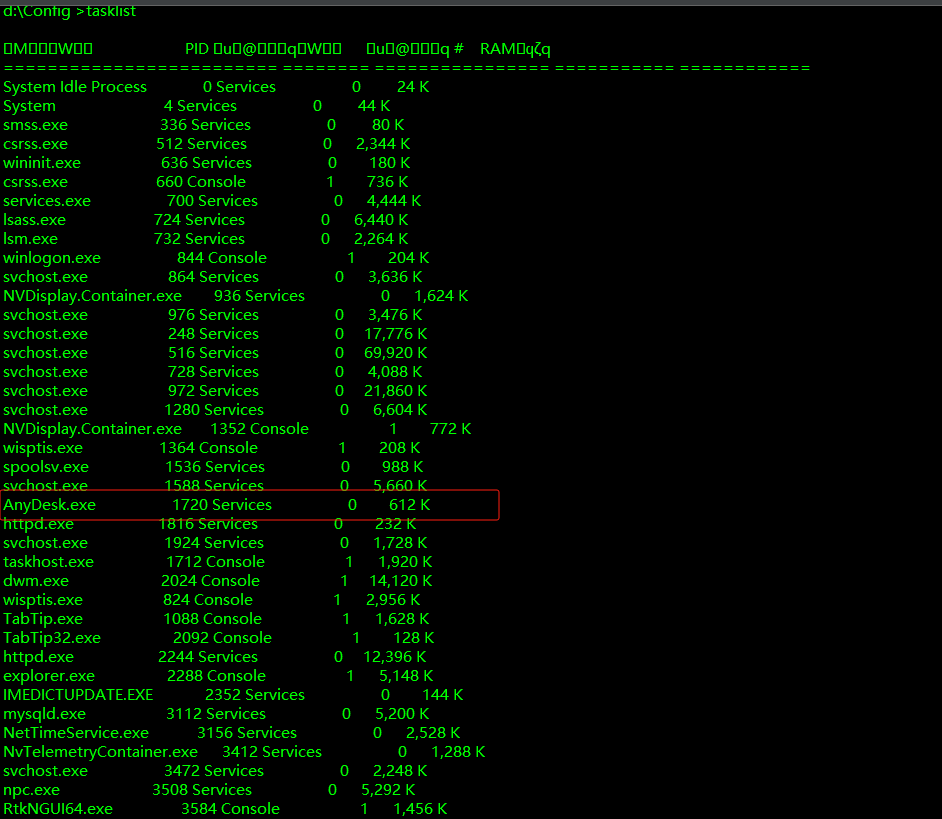 d:\Config >tasklist
PID
RAM
========================= ======== ================ =========== ============
System Idle Process 0 Services 0 24 K
System 4 Services 0 44 K
smss.exe 336 Services 0 80 K
csrss.exe 512 Services 0 2,344 K
wininit.exe 636 Services 0 180 K
csrss.exe 660 Console 1 736 K
services.exe 700 Services 0 4,444 K
lsass.exe 724 Services 0 6,440 K
lsm.exe 732 Services 0 2,264 K
winlogon.exe 844 Console 1 204 K
svchost.exe 864 Services 0 3,636 K
NVDisplay.Container.exe 936 Services 0 1,624 K
svchost.exe 976 Services 0 3,476 K
svchost.exe 248 Services 0 17,776 K
svchost.exe 516 Services 0 69,920 K
svchost.exe 728 Services 0 4,088 K
svchost.exe 972 Services 0 21,860 K
svchost.exe 1280 Services 0 6,604 K
NVDisplay.Container.exe 1352 Console 1 772 K
wisptis.exe 1364 Console 1 208 K
spoolsv.exe 1536 Services 0 988 K
svchost.exe 1588 Services 0 5,660 K
AnyDesk.exe 1720 Services 0 612 K
httpd.exe 1816 Services 0 232 K
svchost.exe 1924 Services 0 1,728 K
taskhost.exe 1712 Console 1 1,920 K
dwm.exe 2024 Console 1 14,120 K
wisptis.exe 824 Console 1 2,956 K
TabTip.exe 1088 Console 1 1,628 K
TabTip32.exe 2092 Console 1 128 K
httpd.exe 2244 Services 0 12,396 K
explorer.exe 2288 Console 1 5,148 K
IMEDICTUPDATE.EXE 2352 Services 0 144 K
mysqld.exe 3112 Services 0 5,200 K
NetTimeService.exe 3156 Services 0 2,528 K
NvTelemetryContainer.exe 3412 Services 0 1,288 K
svchost.exe 3472 Services 0 2,248 K
npc.exe 3508 Services 0 5,292 K
RtkNGUI64.exe 3584 Console 1 1,456 K